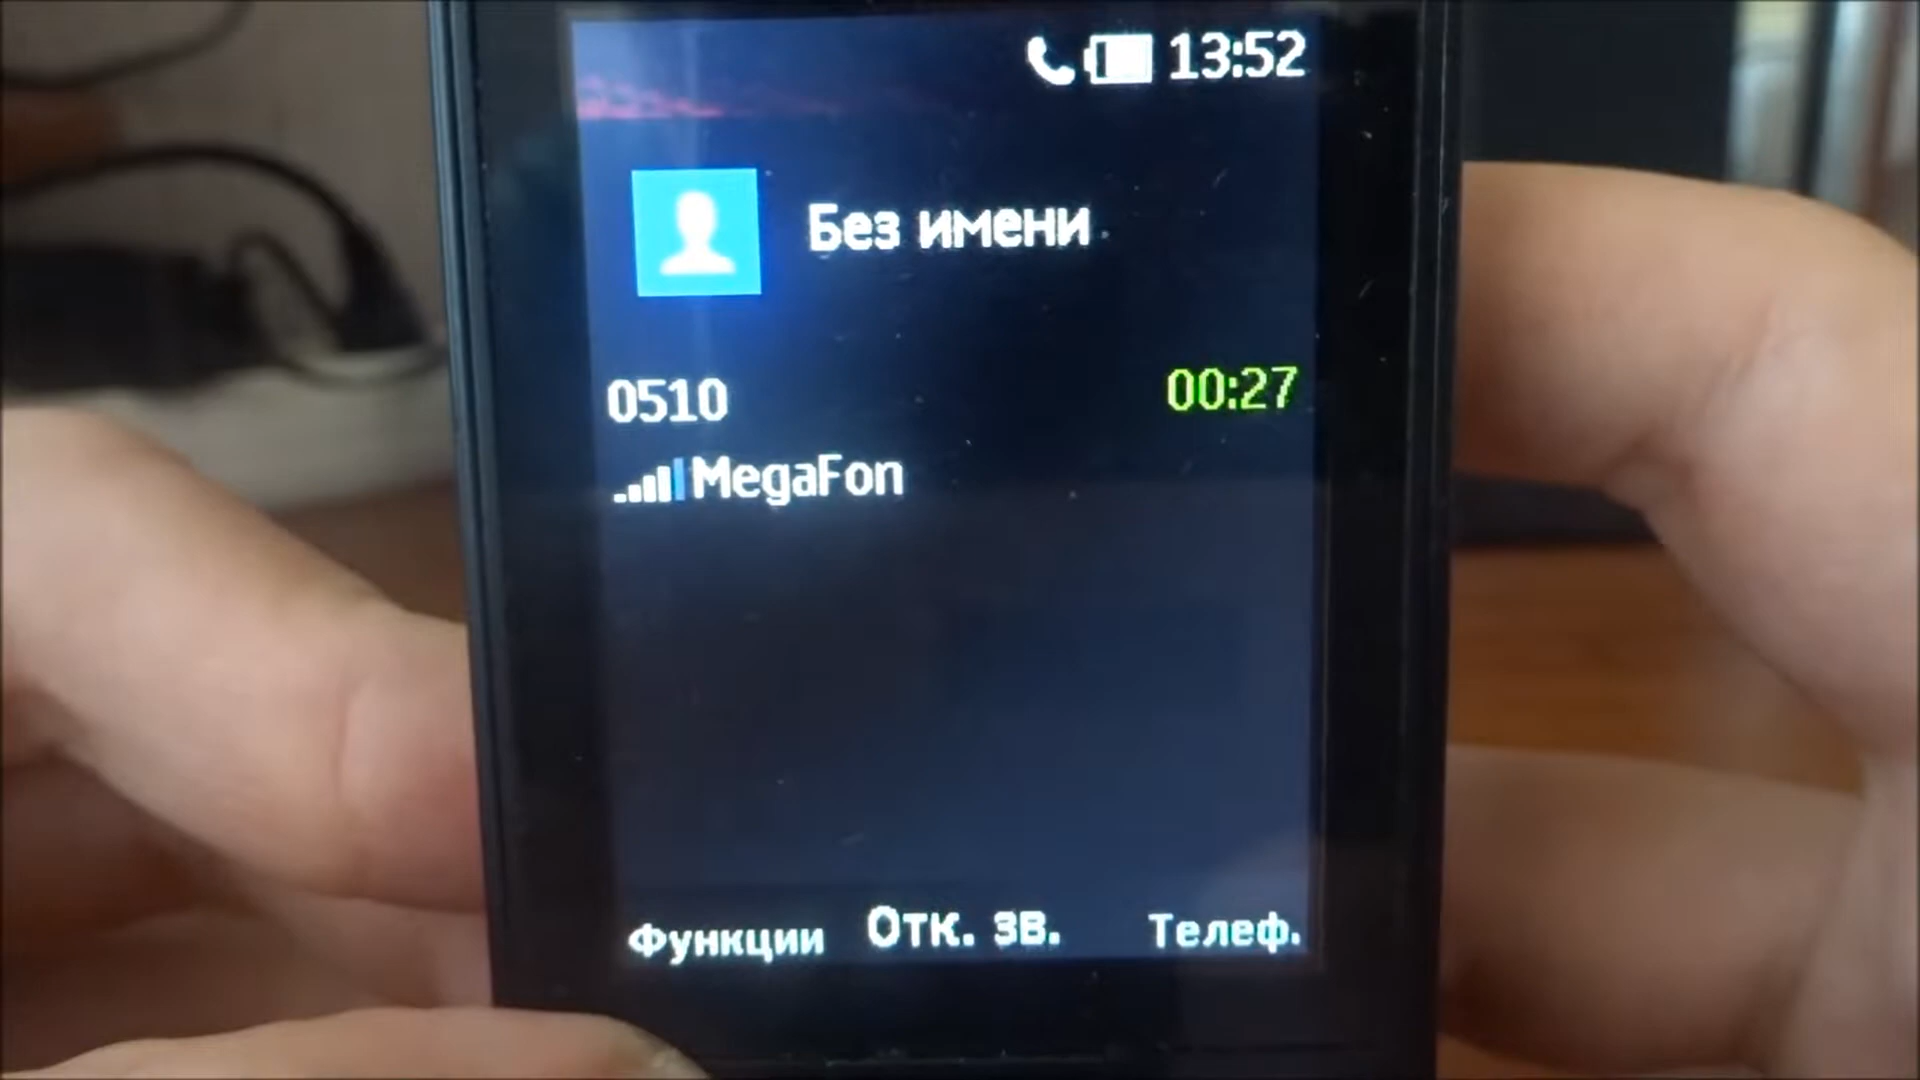 13:52
Без имени
0510 00:27
MegaFon
Функции Отк. зв. Телеф.